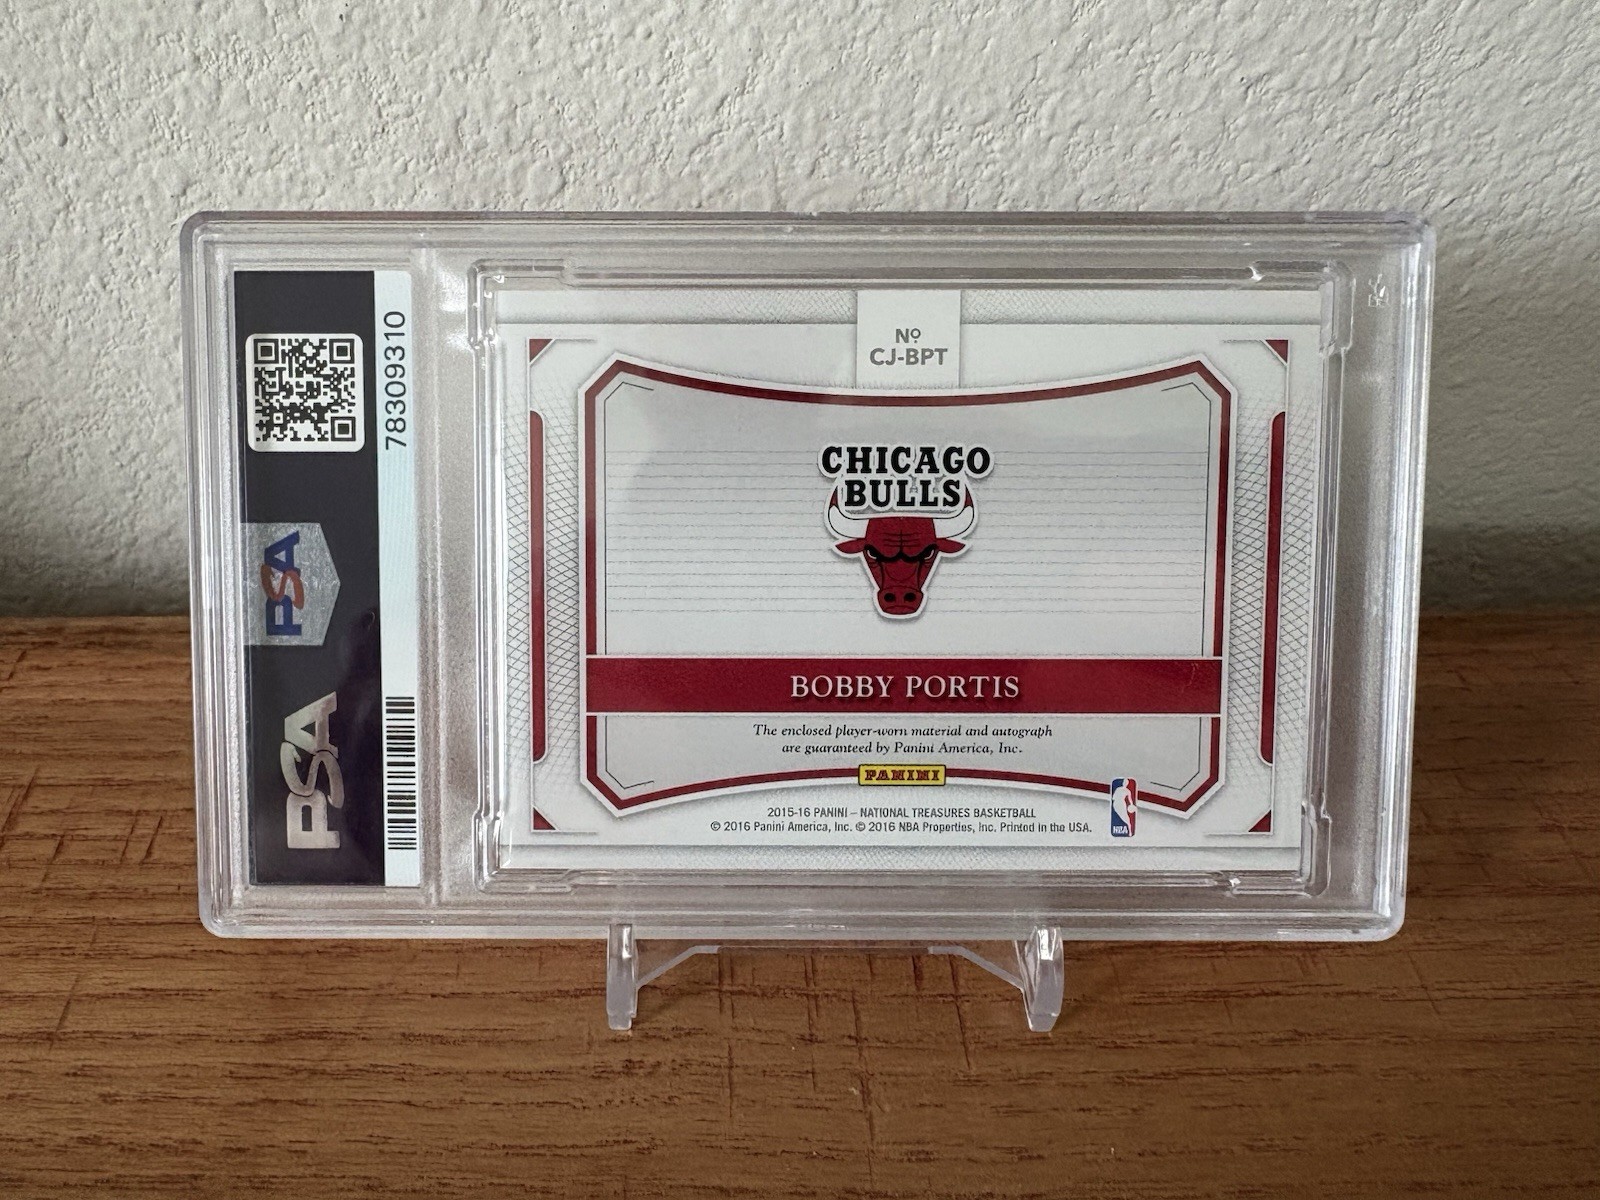 78309310
PSA
PSA
Nº
CJ-BPT
CHICAGO
BULLS
BOBBY PORTIS
The enclosed player-worn material and autograph
are guaranteed by Panini America, Inc.
PANINI
2015-16 PANINI – NATIONAL TREASURES BASKETBALL
© 2016 Panini America, Inc. © 2016 NBA Properties, Inc. Printed in the USA.
NBA